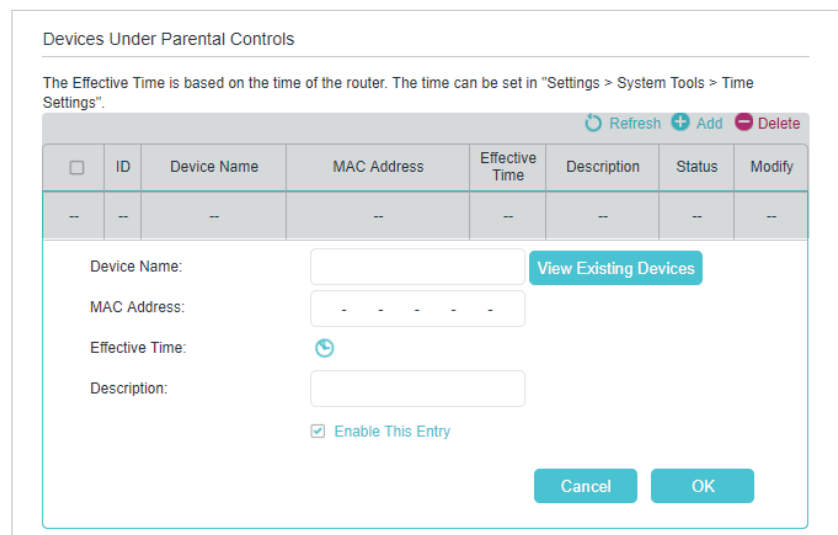 Devices Under Parental Controls
The Effective Time is based on the time of the router. The time can be set in "Settings > System Tools > Time
Settings".
Refresh Add Delete
ID Device Name MAC Address Effective Time Description Status Modify
-- -- -- -- -- -- -- --
Device Name: View Existing Devices
MAC Address: - - - - -
Effective Time:
Description:
Enable This Entry
Cancel OK